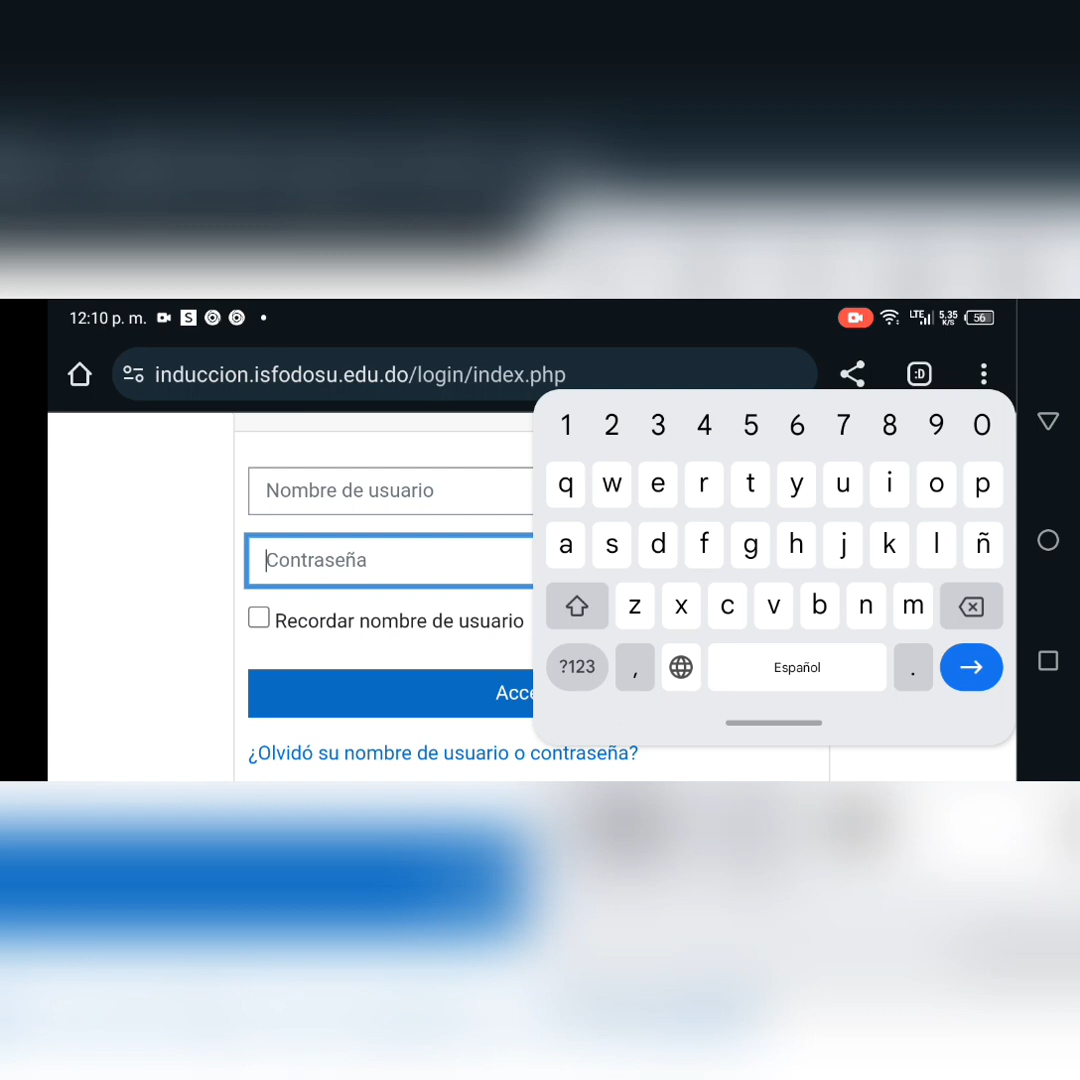 12:10 p. m. S LTE 5.35 K/S 56
induccion.isfodosu.edu.do/login/index.php :D
Nombre de usuario
Contraseña
Recordar nombre de usuario
Acce
¿Olvidó su nombre de usuario o contraseña?
1 2 3 4 5 6 7 8 9 0
q w e r t y u i o p
a s d f g h j k l ñ
z x c v b n m
?123 , Español .